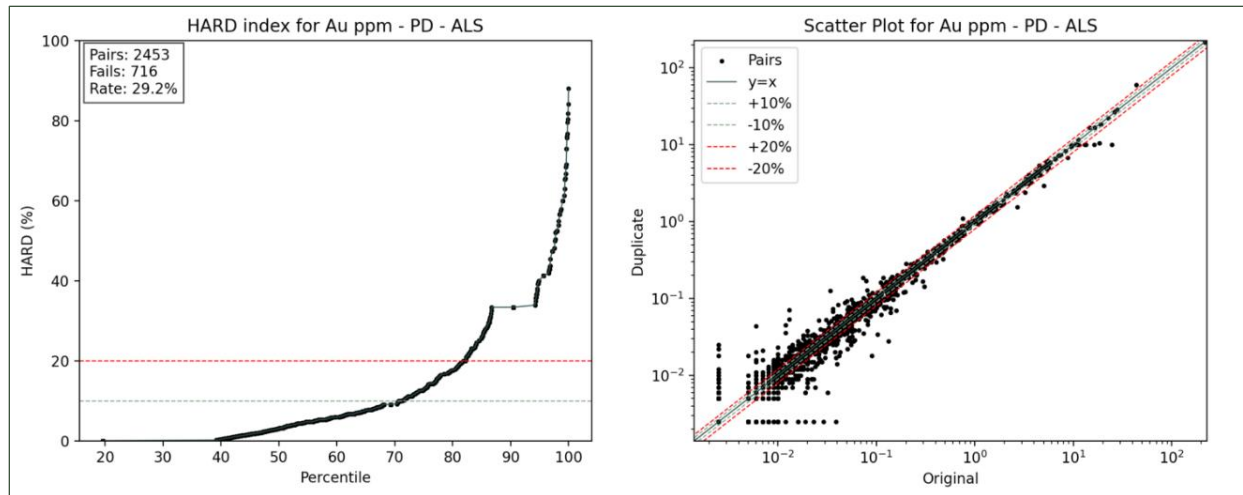 HARD index for Au ppm - PD - ALS
Pairs: 2453
Fails: 716
Rate: 29.2%
HARD (%)
100
80
60
40
20
0
20 30 40 50 60 70 80 90 100
Percentile
Scatter Plot for Au ppm - PD - ALS
Pairs
y=x
+10%
-10%
+20%
-20%
Duplicate
10²
10¹
10⁰
10⁻¹
10⁻²
10⁻² 10⁻¹ 10⁰ 10¹ 10²
Original